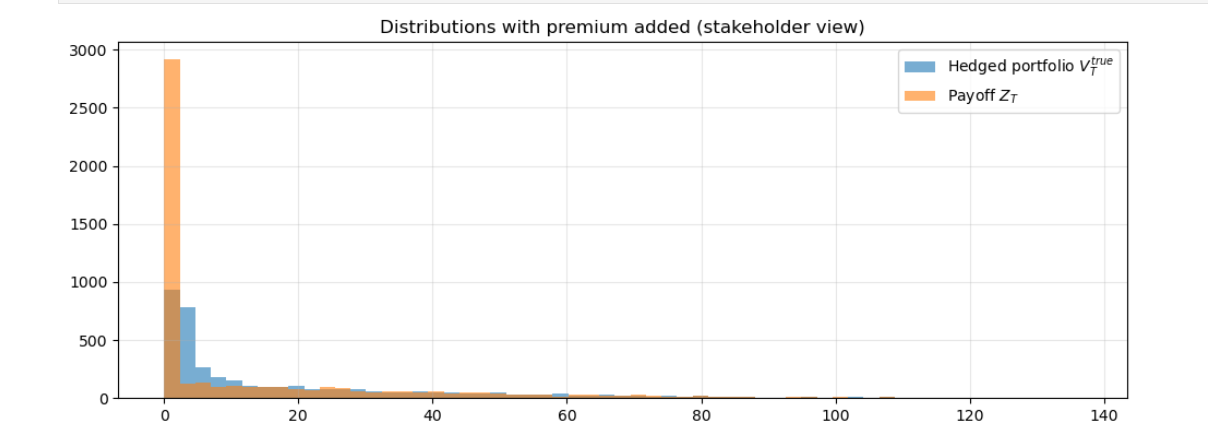 Distributions with premium added (stakeholder view)
3000
2500
2000
1500
1000
500
0
Hedged portfolio $V_T^{true}$
Payoff $Z_T$
0 20 40 60 80 100 120 140